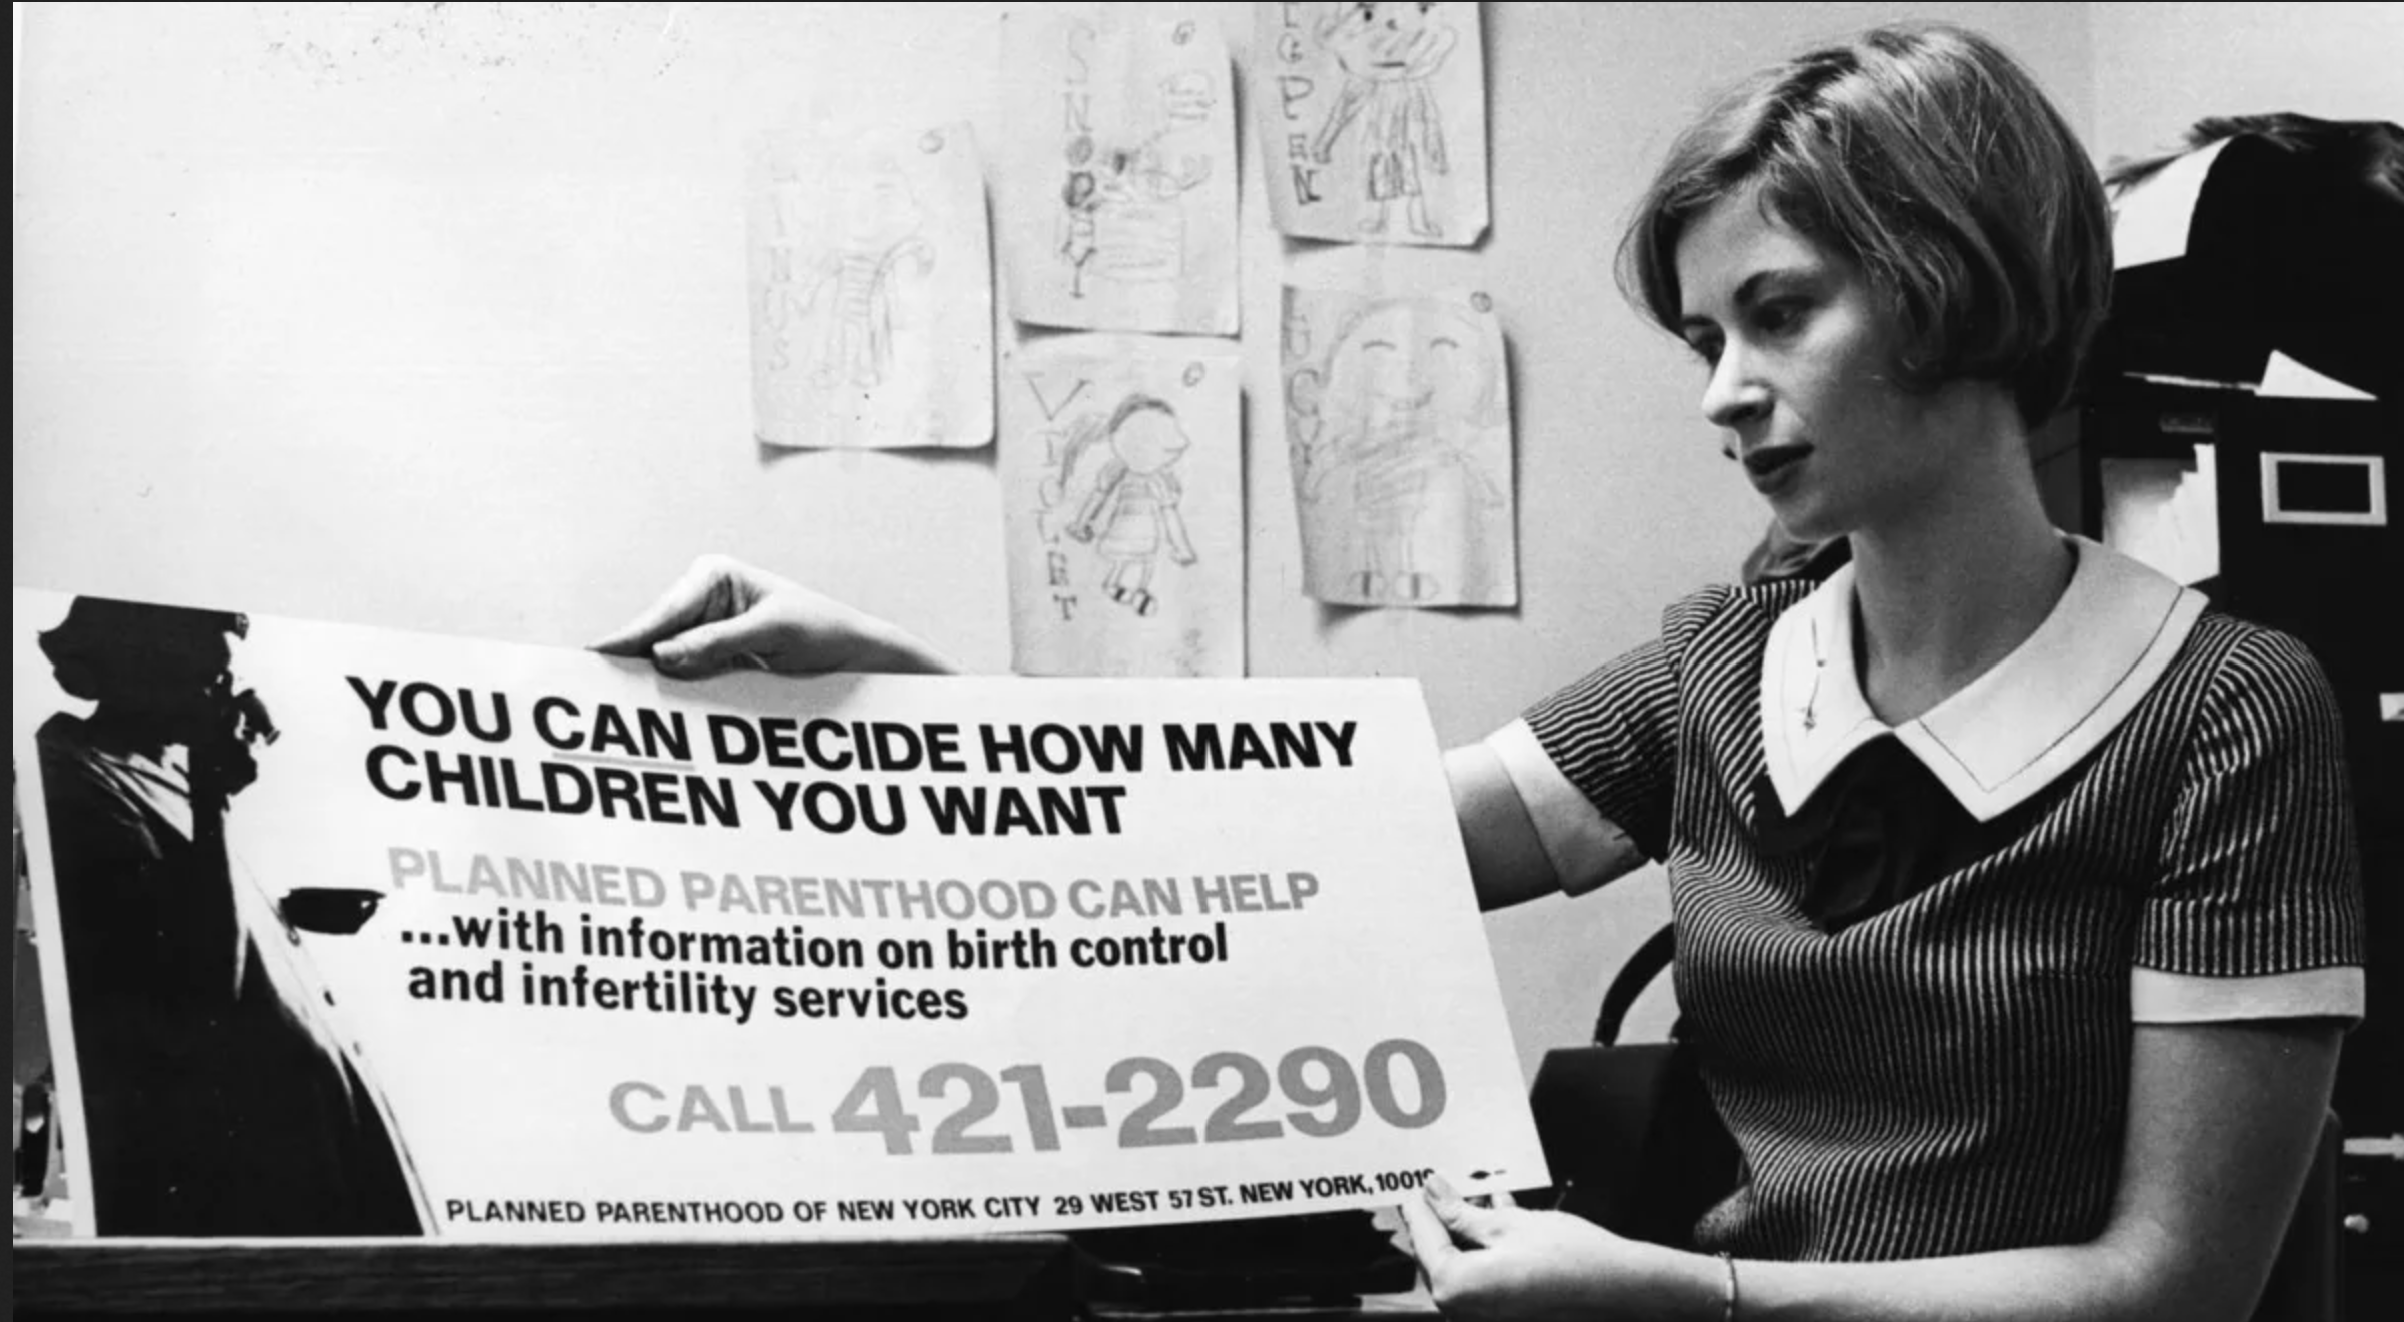 LINUS
SNOOPY
IGPEN
VIOLET
LUCY
YOU CAN DECIDE HOW MANY
CHILDREN YOU WANT
PLANNED PARENTHOOD CAN HELP
...with information on birth control
and infertility services
CALL 421-2290
PLANNED PARENTHOOD OF NEW YORK CITY 29 WEST 57 ST. NEW YORK,